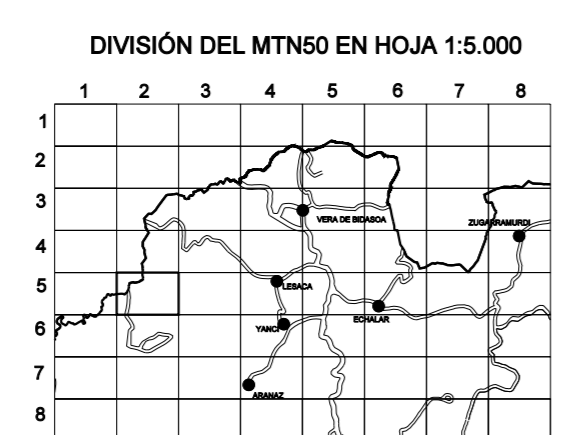 DIVISIÓN DEL MTN50 EN HOJA 1:5.000
1 2 3 4 5 6 7 8
1
2
3
VERA DE BIDASOA
ZUGARRAMURDI
4
5
LESACA
6
ECHALAR
YANCI
7
ARANAZ
8